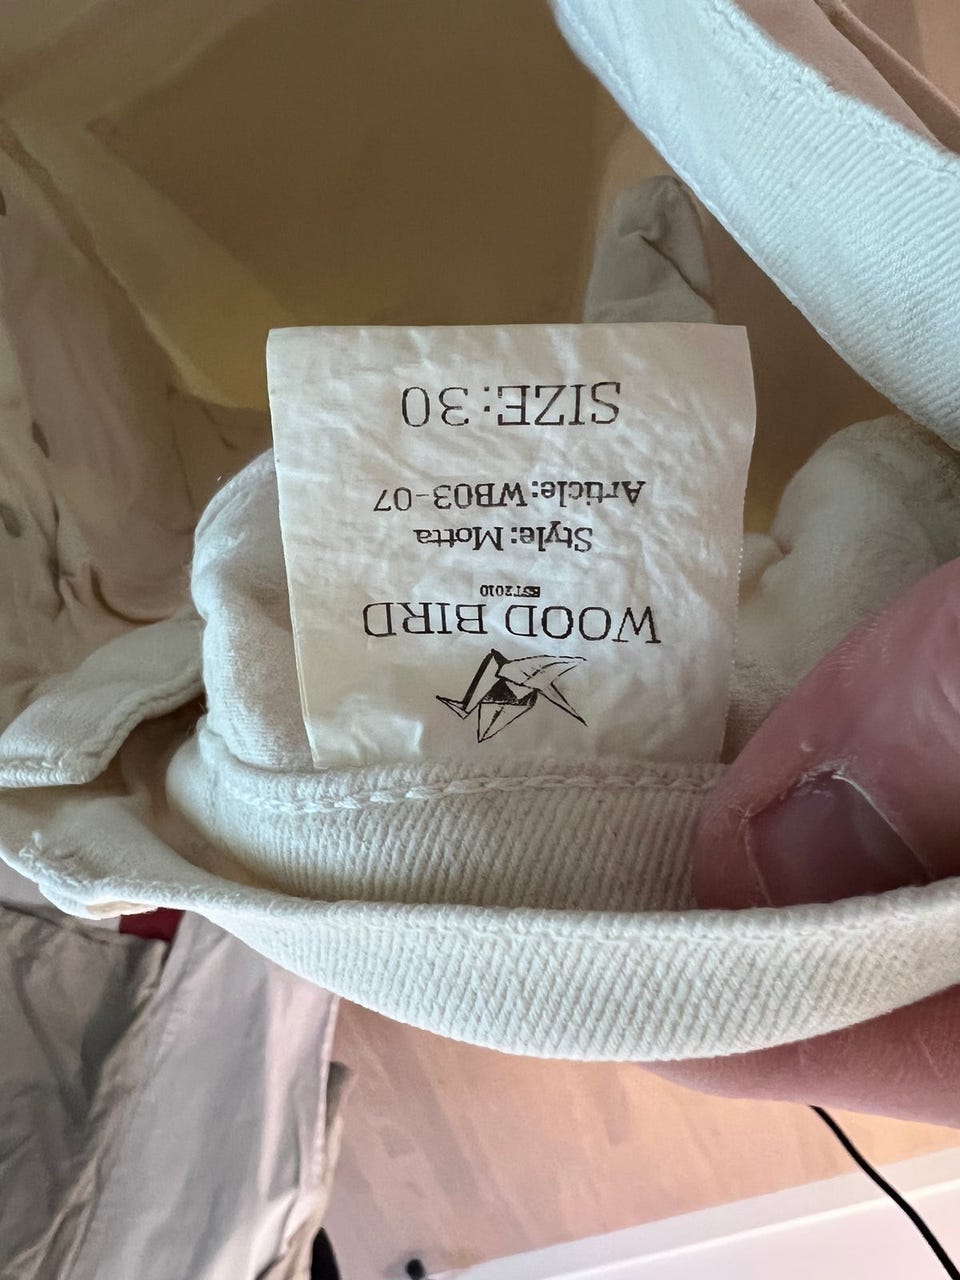 WOOD BIRD
EST2010
Style:Motta
Article:WB03-07
SIZE:30